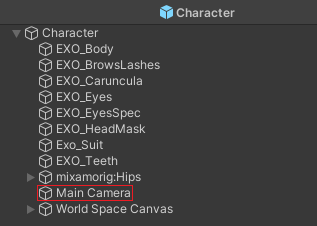 Character
Character
EXO_Body
EXO_BrowsLashes
EXO_Caruncula
EXO_Eyes
EXO_EyesSpec
EXO_HeadMask
Exo_Suit
EXO_Teeth
mixamorig:Hips
Main Camera
World Space Canvas